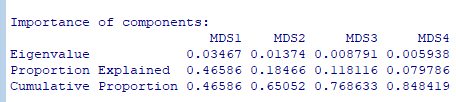 Importance of components:
MDS1 MDS2 MDS3 MDS4
Eigenvalue 0.03467 0.01374 0.008791 0.005938
Proportion Explained 0.46586 0.18466 0.118116 0.079786
Cumulative Proportion 0.46586 0.65052 0.768633 0.848419